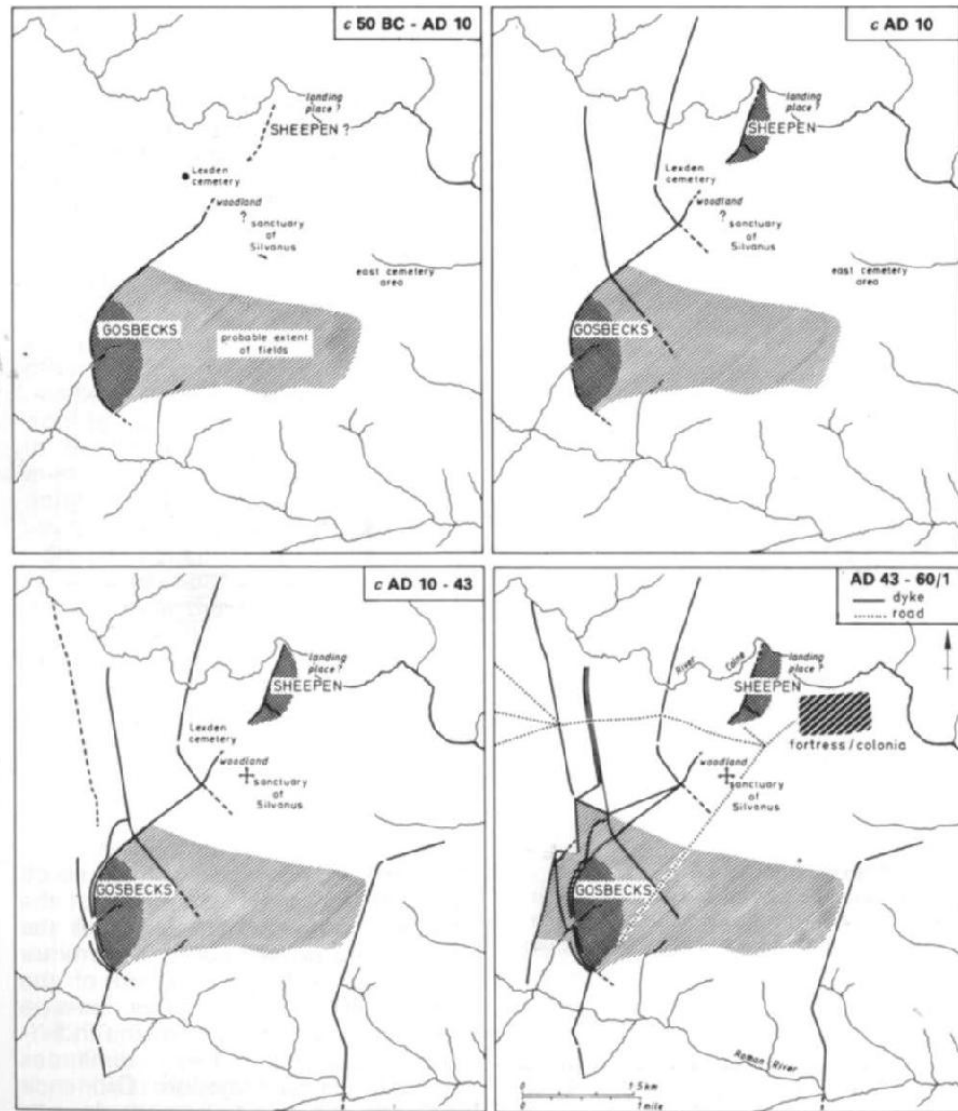 c 50 BC - AD 10
landing
place ?
SHEEPEN ?
Lexden
cemetery
woodland
?
sanctuary
of
Silvanus
east cemetery
area
GOSBECKS
probable extent
of fields
c AD 10
landing
place ?
SHEEPEN
Lexden
cemetery
woodland
?
sanctuary
of
Silvanus
east cemetery
area
GOSBECKS
c AD 10 - 43
landing
place ?
SHEEPEN
Lexden
cemetery
woodland
sanctuary
of
Silvanus
GOSBECKS
AD 43 - 60/1
dyke
road
River Colne
landing
place ?
SHEEPEN
fortress/colonia
woodland
sanctuary
of
Silvanus
GOSBECKS
Roman River
0 1·5km
0 1mile